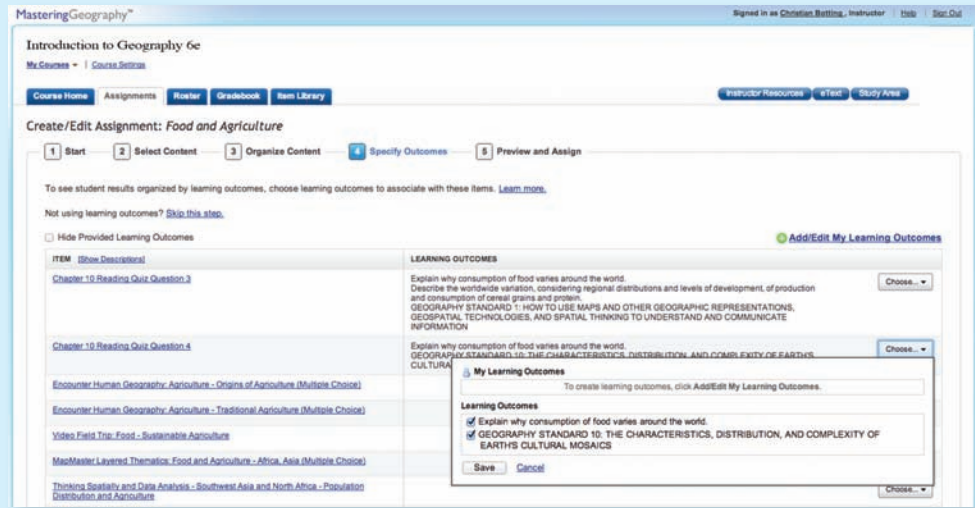 MasteringGeography™
Signed in as Christian Botting, Instructor | Help | Sign Out
Introduction to Geography 6e
My Courses | Course Settings
Course Home Assignments Roster Gradebook Item Library Instructor Resources eText Study Area
Create/Edit Assignment: Food and Agriculture
1 Start 2 Select Content 3 Organize Content 4 Specify Outcomes 5 Preview and Assign
To see student results organized by learning outcomes, choose learning outcomes to associate with these items. Learn more.
Not using learning outcomes? Skip this step.
Hide Provided Learning Outcomes
Add/Edit My Learning Outcomes
ITEM [Show Descriptions] LEARNING OUTCOMES
Chapter 10 Reading Quiz Question 3
Explain why consumption of food varies around the world.
Describe the worldwide variation, considering regional distributions and levels of development, of production
and consumption of cereal grains and protein.
GEOGRAPHY STANDARD 1: HOW TO USE MAPS AND OTHER GEOGRAPHIC REPRESENTATIONS,
GEOSPATIAL TECHNOLOGIES, AND SPATIAL THINKING TO UNDERSTAND AND COMMUNICATE
INFORMATION
Choose...
Chapter 10 Reading Quiz Question 4
Explain why consumption of food varies around the world.
GEOGRAPHY STANDARD 10: THE CHARACTERISTICS, DISTRIBUTION, AND COMPLEXITY OF EARTH'S
CULTURA
Choose...
Encounter Human Geography: Agriculture - Origins of Agriculture (Multiple Choice)
Encounter Human Geography: Agriculture - Traditional Agriculture (Multiple Choice)
Video Field Trip: Food - Sustainable Agriculture
MapMaster Layered Thematics: Food and Agriculture - Africa, Asia (Multiple Choice)
Thinking Spatially and Data Analysis - Southwest Asia and North Africa - Population
Distribution and Agriculture
Choose...
My Learning Outcomes
To create learning outcomes, click Add/Edit My Learning Outcomes.
Learning Outcomes
Explain why consumption of food varies around the world.
GEOGRAPHY STANDARD 10: THE CHARACTERISTICS, DISTRIBUTION, AND COMPLEXITY OF
EARTH'S CULTURAL MOSAICS
Save Cancel